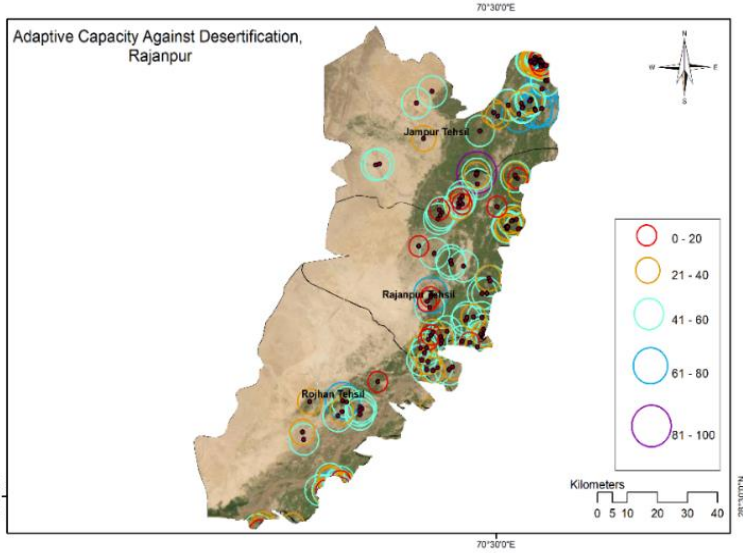 70°30'0"E
Adaptive Capacity Against Desertification,
Rajanpur
N
W E
S
Jampur Tehsil
0 - 20
21 - 40
Rajanpur Tehsil
41 - 60
61 - 80
Rojhan Tehsil
81 - 100
Kilometers
0 5 10 20 30 40
70°30'0"E